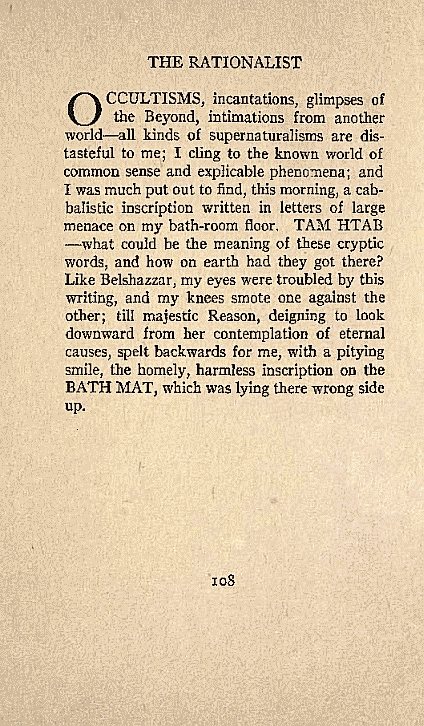 THE RATIONALIST
OCCULTISMS, incantations, glimpses of
the Beyond, intimations from another
world—all kinds of supernaturalisms are dis-
tasteful to me; I cling to the known world of
common sense and explicable phenomena; and
I was much put out to find, this morning, a cab-
balistic inscription written in letters of large
menace on my bath-room floor. TAM HTAB
—what could be the meaning of these cryptic
words, and how on earth had they got there?
Like Belshazzar, my eyes were troubled by this
writing, and my knees smote one against the
other; till majestic Reason, deigning to look
downward from her contemplation of eternal
causes, spelt backwards for me, with a pitying
smile, the homely, harmless inscription on the
BATH MAT, which was lying there wrong side
up.
108